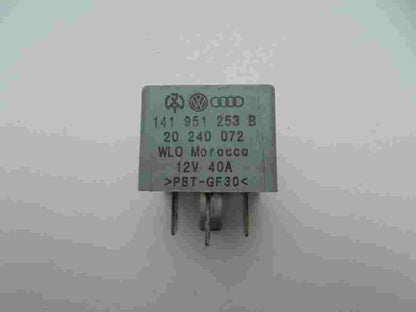 141 951 253 B
20 240 072
WLO Morocco
12V 40A
>PBT-GF30<